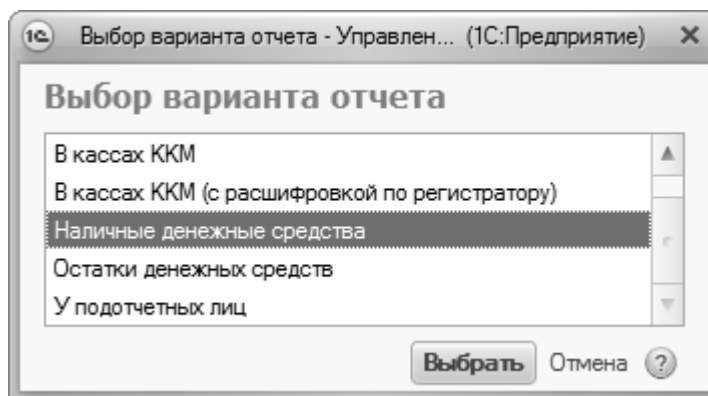 1С Выбор варианта отчета - Управлен... (1С:Предприятие)
Выбор варианта отчета
В кассах ККМ
В кассах ККМ (с расшифровкой по регистратору)
Наличные денежные средства
Остатки денежных средств
У подотчетных лиц
Выбрать Отмена ?